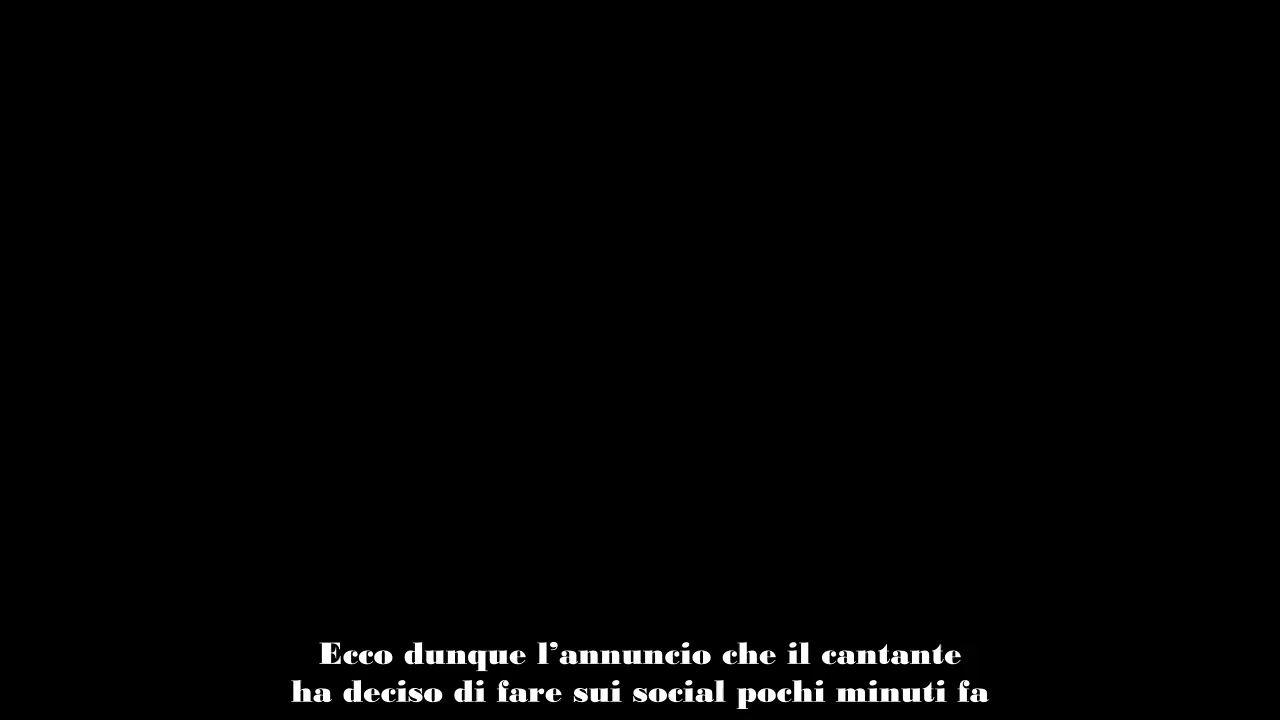 Ecco dunque l’annuncio che il cantante
ha deciso di fare sui social pochi minuti fa